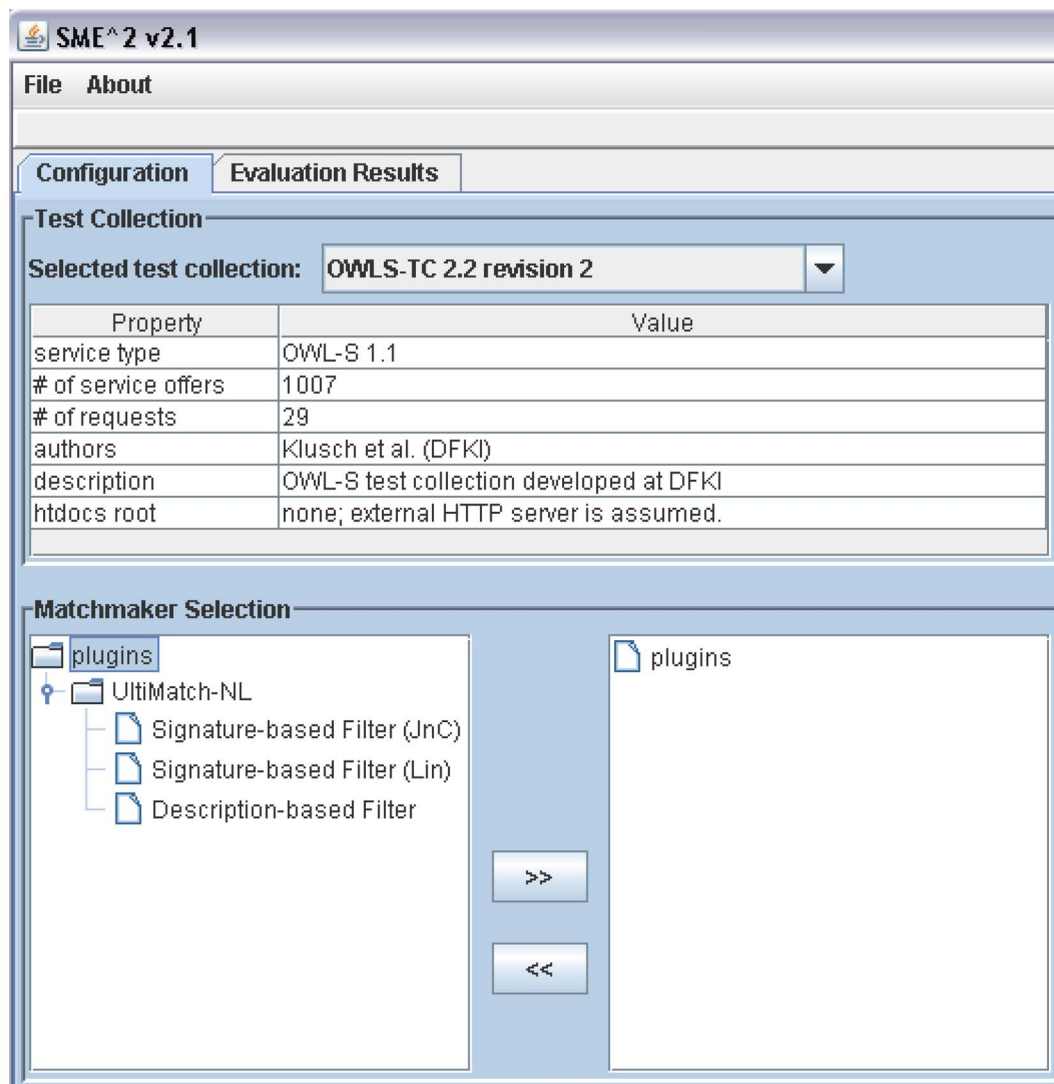 SME^2 v2.1
File About
Configuration Evaluation Results
Test Collection
Selected test collection: OWLS-TC 2.2 revision 2
Property Value
service type OWL-S 1.1
# of service offers 1007
# of requests 29
authors Klusch et al. (DFKI)
description OWL-S test collection developed at DFKI
htdocs root none; external HTTP server is assumed.
Matchmaker Selection
plugins plugins
UltiMatch-NL
Signature-based Filter (JnC)
Signature-based Filter (Lin)
Description-based Filter
>>
<<